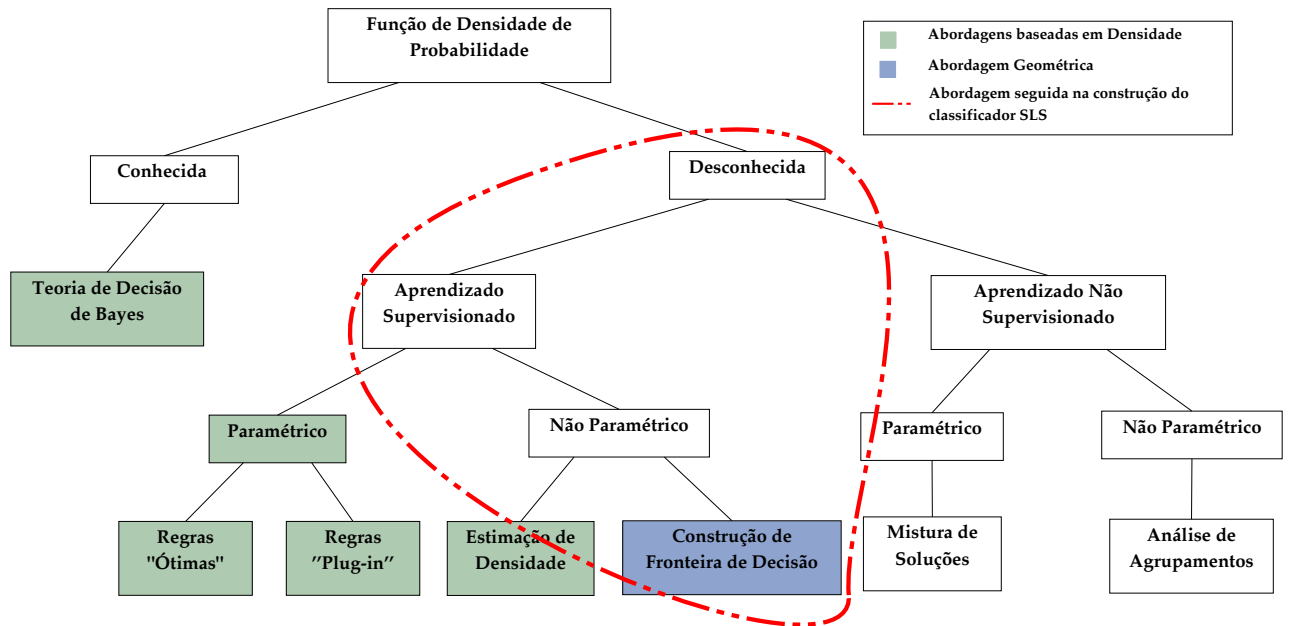 Função de Densidade de
Probabilidade
Abordagens baseadas em Densidade
Abordagem Geométrica
Abordagem seguida na construção do
classificador SLS
Conhecida
Desconhecida
Teoria de Decisão
de Bayes
Aprendizado
Supervisionado
Aprendizado Não
Supervisionado
Paramétrico
Não Paramétrico
Paramétrico
Não Paramétrico
Regras
"Ótimas"
Regras
”Plug-in”
Estimação de
Densidade
Construção de
Fronteira de Decisão
Mistura de
Soluções
Análise de
Agrupamentos